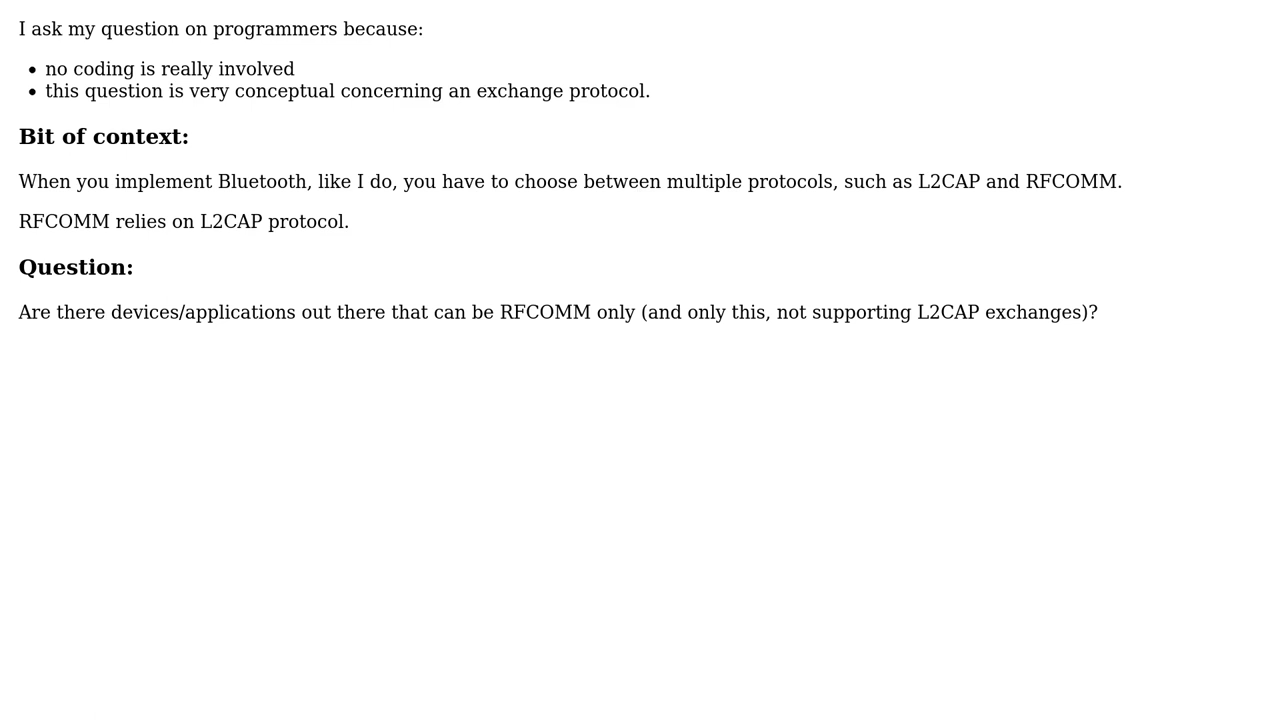 I ask my question on programmers because:
no coding is really involved
this question is very conceptual concerning an exchange protocol.
Bit of context:
When you implement Bluetooth, like I do, you have to choose between multiple protocols, such as L2CAP and RFCOMM.
RFCOMM relies on L2CAP protocol.
Question:
Are there devices/applications out there that can be RFCOMM only (and only this, not supporting L2CAP exchanges)?